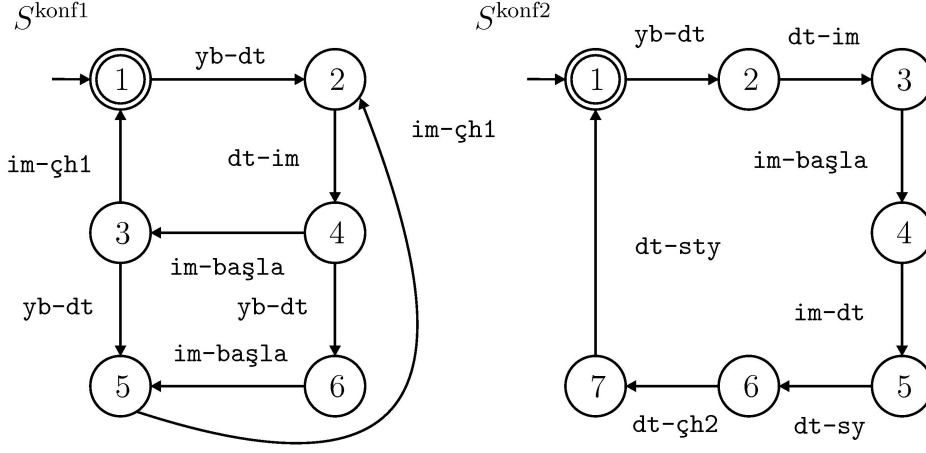 S^konf1
S^konf2
yb-dt
yb-dt
dt-im
1
2
1
2
3
im-çh1
im-çh1
dt-im
im-başla
3
4
4
im-başla
dt-sty
yb-dt
yb-dt
im-dt
im-başla
5
6
7
6
5
dt-çh2
dt-sy